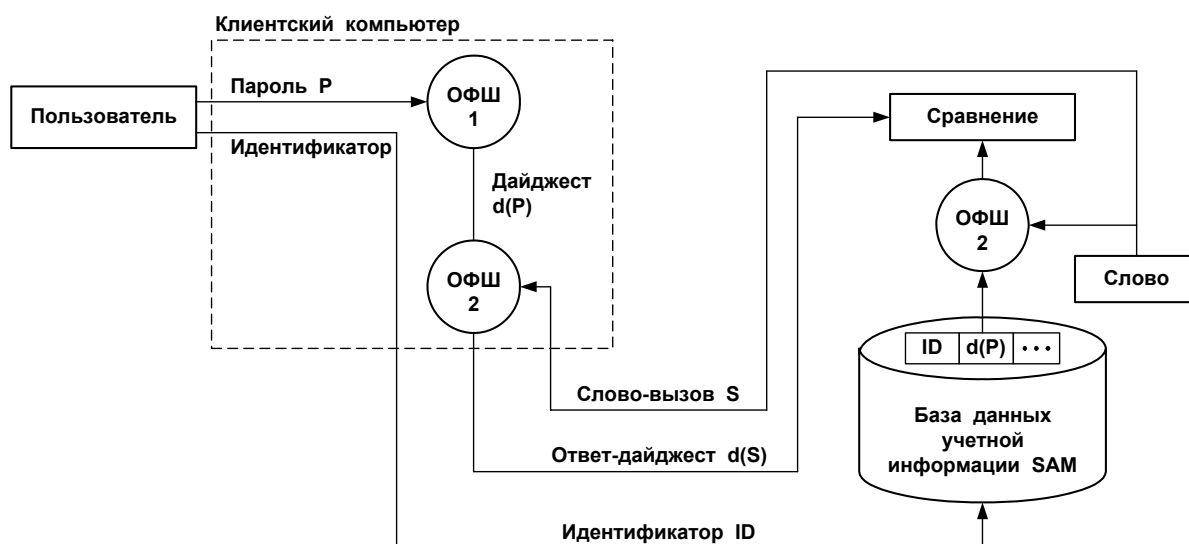 Клиентский компьютер
Пользователь
Пароль P
Идентификатор
ОФШ
1
Дайджест
d(P)
ОФШ
2
Сравнение
ОФШ
2
Слово
ID d(P) • • •
База данных
учетной
информации SAM
Слово-вызов S
Ответ-дайджест d(S)
Идентификатор ID